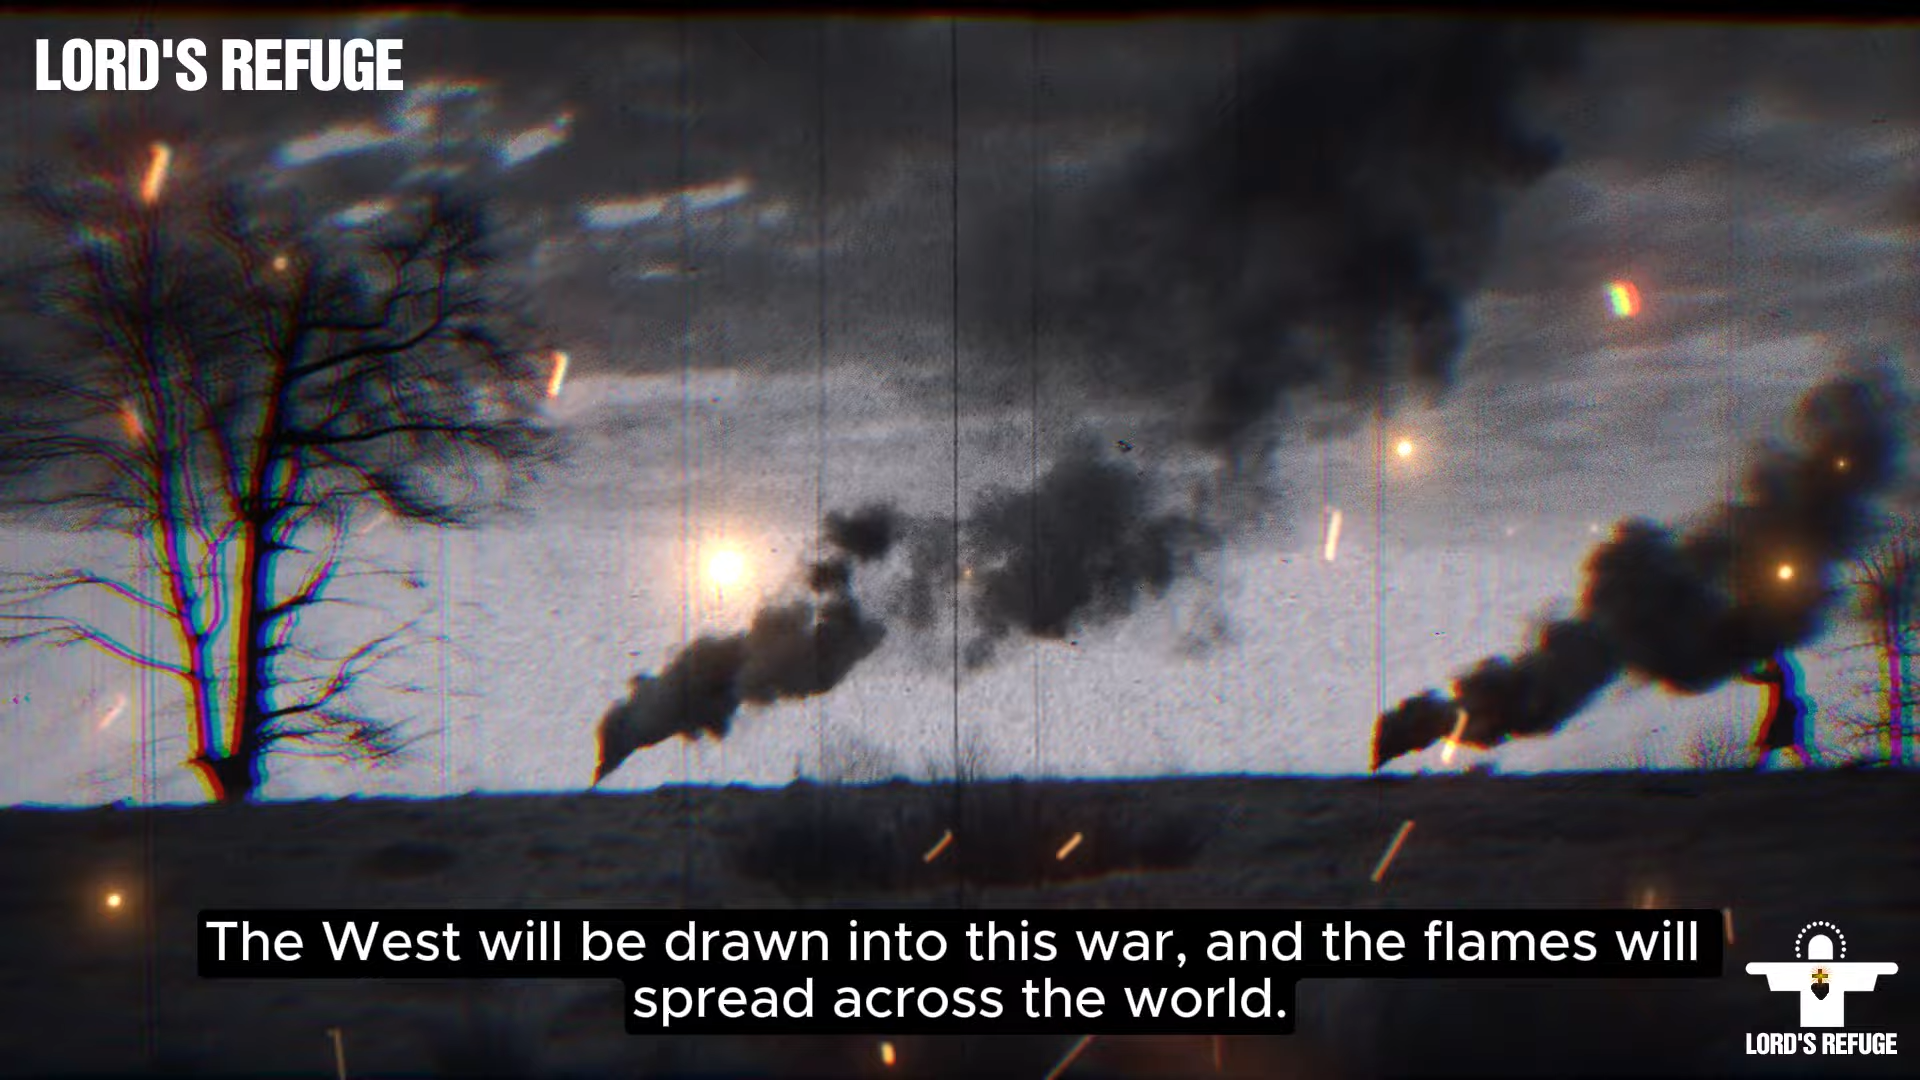 LORD'S REFUGE
The West will be drawn into this war, and the flames will
spread across the world.
LORD'S REFUGE